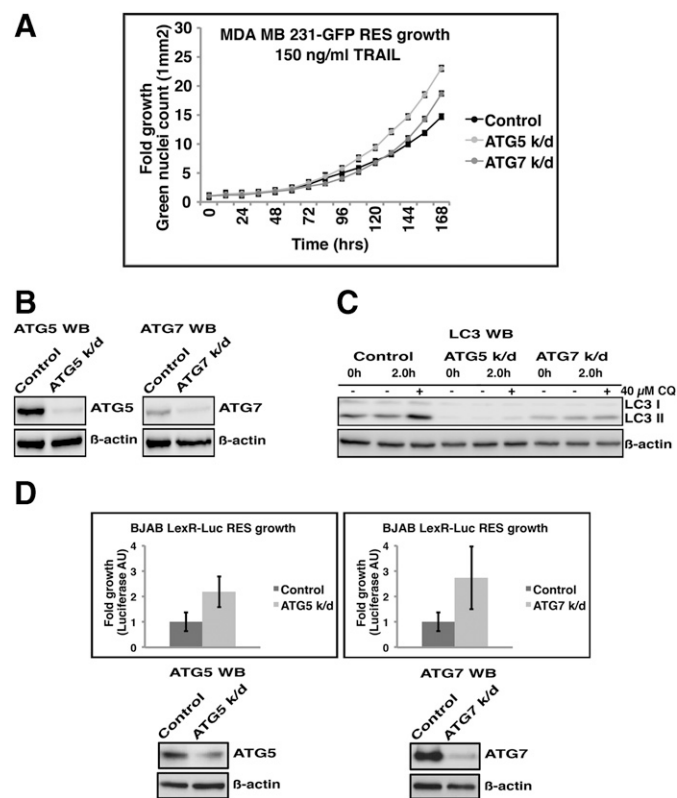 A
MDA MB 231-GFP RES growth
150 ng/ml TRAIL
Fold growth
Green nuclei count (1mm2)
30
25
20
15
10
5
0
0
24
48
72
96
120
144
168
Time (hrs)
Control
ATG5 k/d
ATG7 k/d
B
ATG5 WB
Control
ATG5 k/d
ATG5
ß-actin
ATG7 WB
Control
ATG7 k/d
ATG7
ß-actin
C
LC3 WB
Control ATG5 k/d ATG7 k/d
0h 2.0h 0h 2.0h 0h 2.0h
- - + - - + - - + 40 µM CQ
LC3 I
LC3 II
ß-actin
D
BJAB LexR-Luc RES growth
Fold growth
(Luciferase AU)
4
3
2
1
0
Control
ATG5 k/d
BJAB LexR-Luc RES growth
Fold growth
(Luciferase AU)
4
3
2
1
0
Control
ATG7 k/d
ATG5 WB
Control
ATG5 k/d
ATG5
ß-actin
ATG7 WB
Control
ATG7 k/d
ATG7
ß-actin